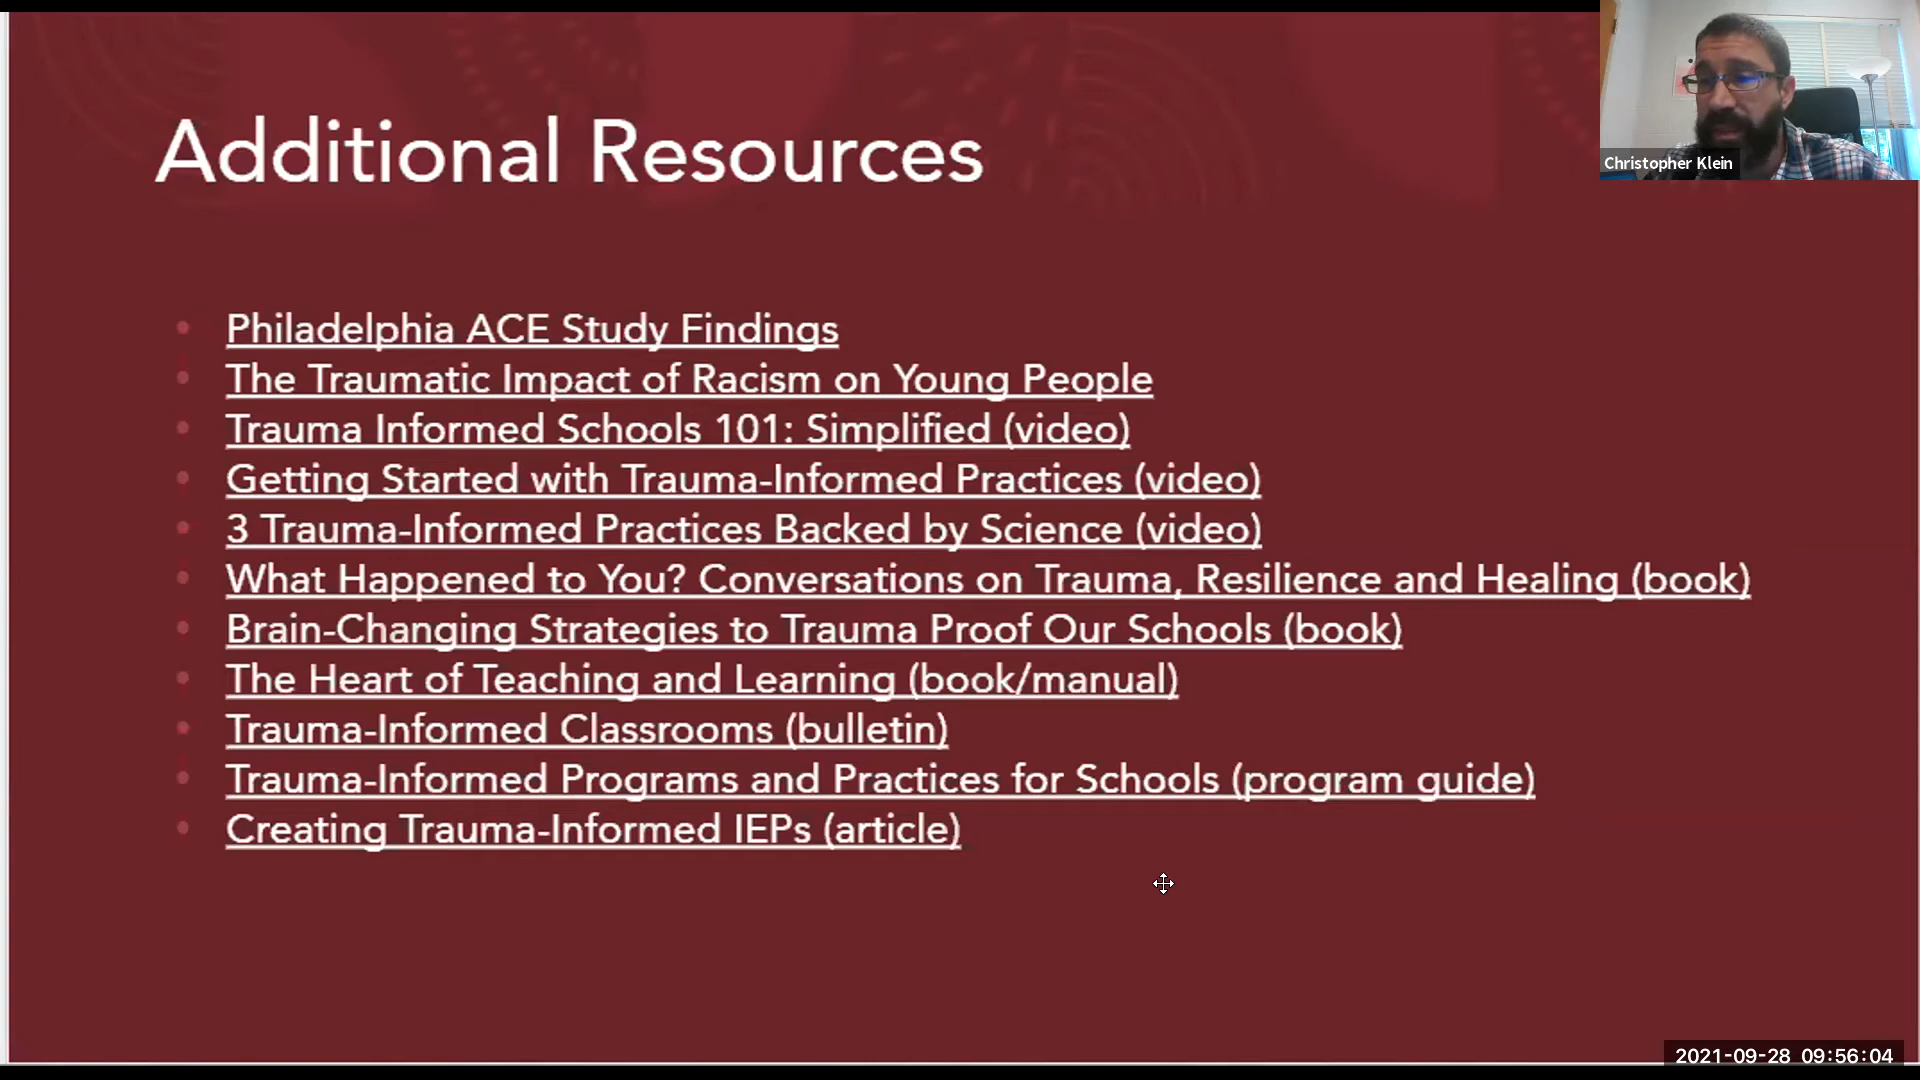 Additional Resources
Christopher Klein
Philadelphia ACE Study Findings
The Traumatic Impact of Racism on Young People
Trauma Informed Schools 101: Simplified (video)
Getting Started with Trauma-Informed Practices (video)
3 Trauma-Informed Practices Backed by Science (video)
What Happened to You? Conversations on Trauma, Resilience and Healing (book)
Brain-Changing Strategies to Trauma Proof Our Schools (book)
The Heart of Teaching and Learning (book/manual)
Trauma-Informed Classrooms (bulletin)
Trauma-Informed Programs and Practices for Schools (program guide)
Creating Trauma-Informed IEPs (article)
2021-09-28 09:56:04